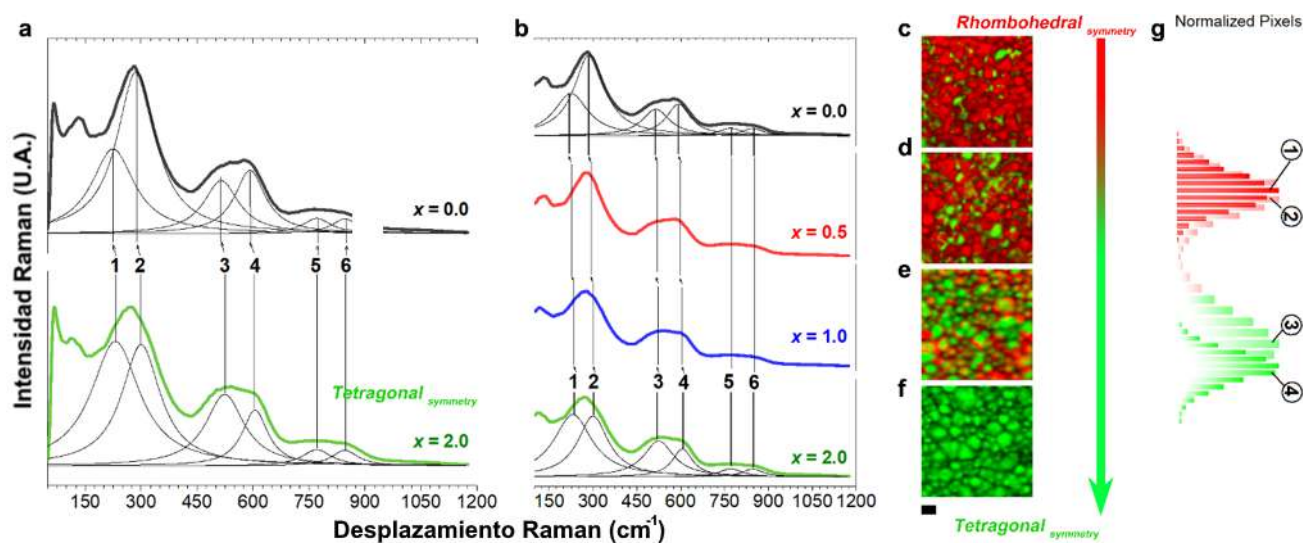 a
Intensidad Raman (U.A.)
x = 0.0
1 2 3 4 5 6
Tetragonal symmetry
x = 2.0
150 300 450 600 750 900 1050 1200
b
x = 0.0
x = 0.5
x = 1.0
1 2 3 4 5 6
x = 2.0
150 300 450 600 750 900 1050 1180
Desplazamiento Raman (cm-1)
c
Rhombohedral symmetry
d
e
f
Tetragonal symmetry
g
Normalized Pixels
1
2
3
4